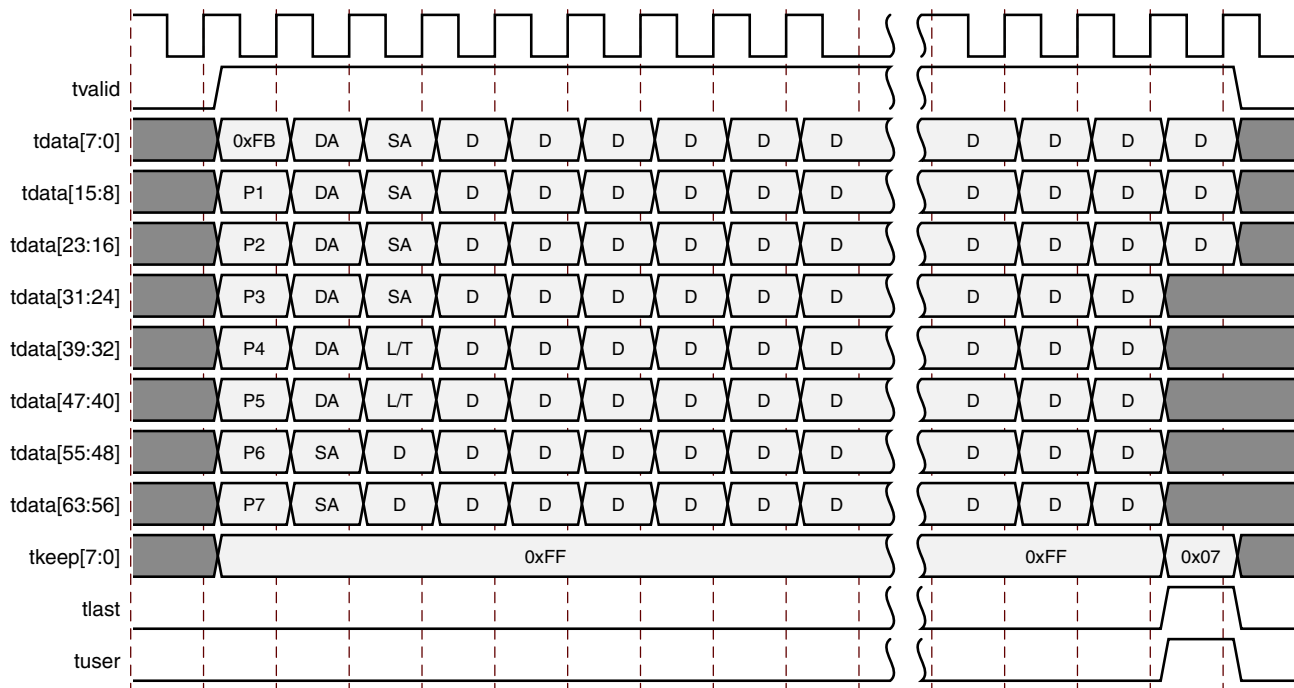 tvalid
tdata[7:0] 0xFB DA SA D D D D D D D D D D
tdata[15:8] P1 DA SA D D D D D D D D D D
tdata[23:16] P2 DA SA D D D D D D D D D D
tdata[31:24] P3 DA SA D D D D D D D D D
tdata[39:32] P4 DA L/T D D D D D D D D D
tdata[47:40] P5 DA L/T D D D D D D D D D
tdata[55:48] P6 SA D D D D D D D D D D
tdata[63:56] P7 SA D D D D D D D D D D
tkeep[7:0] 0xFF 0xFF 0x07
tlast
tuser